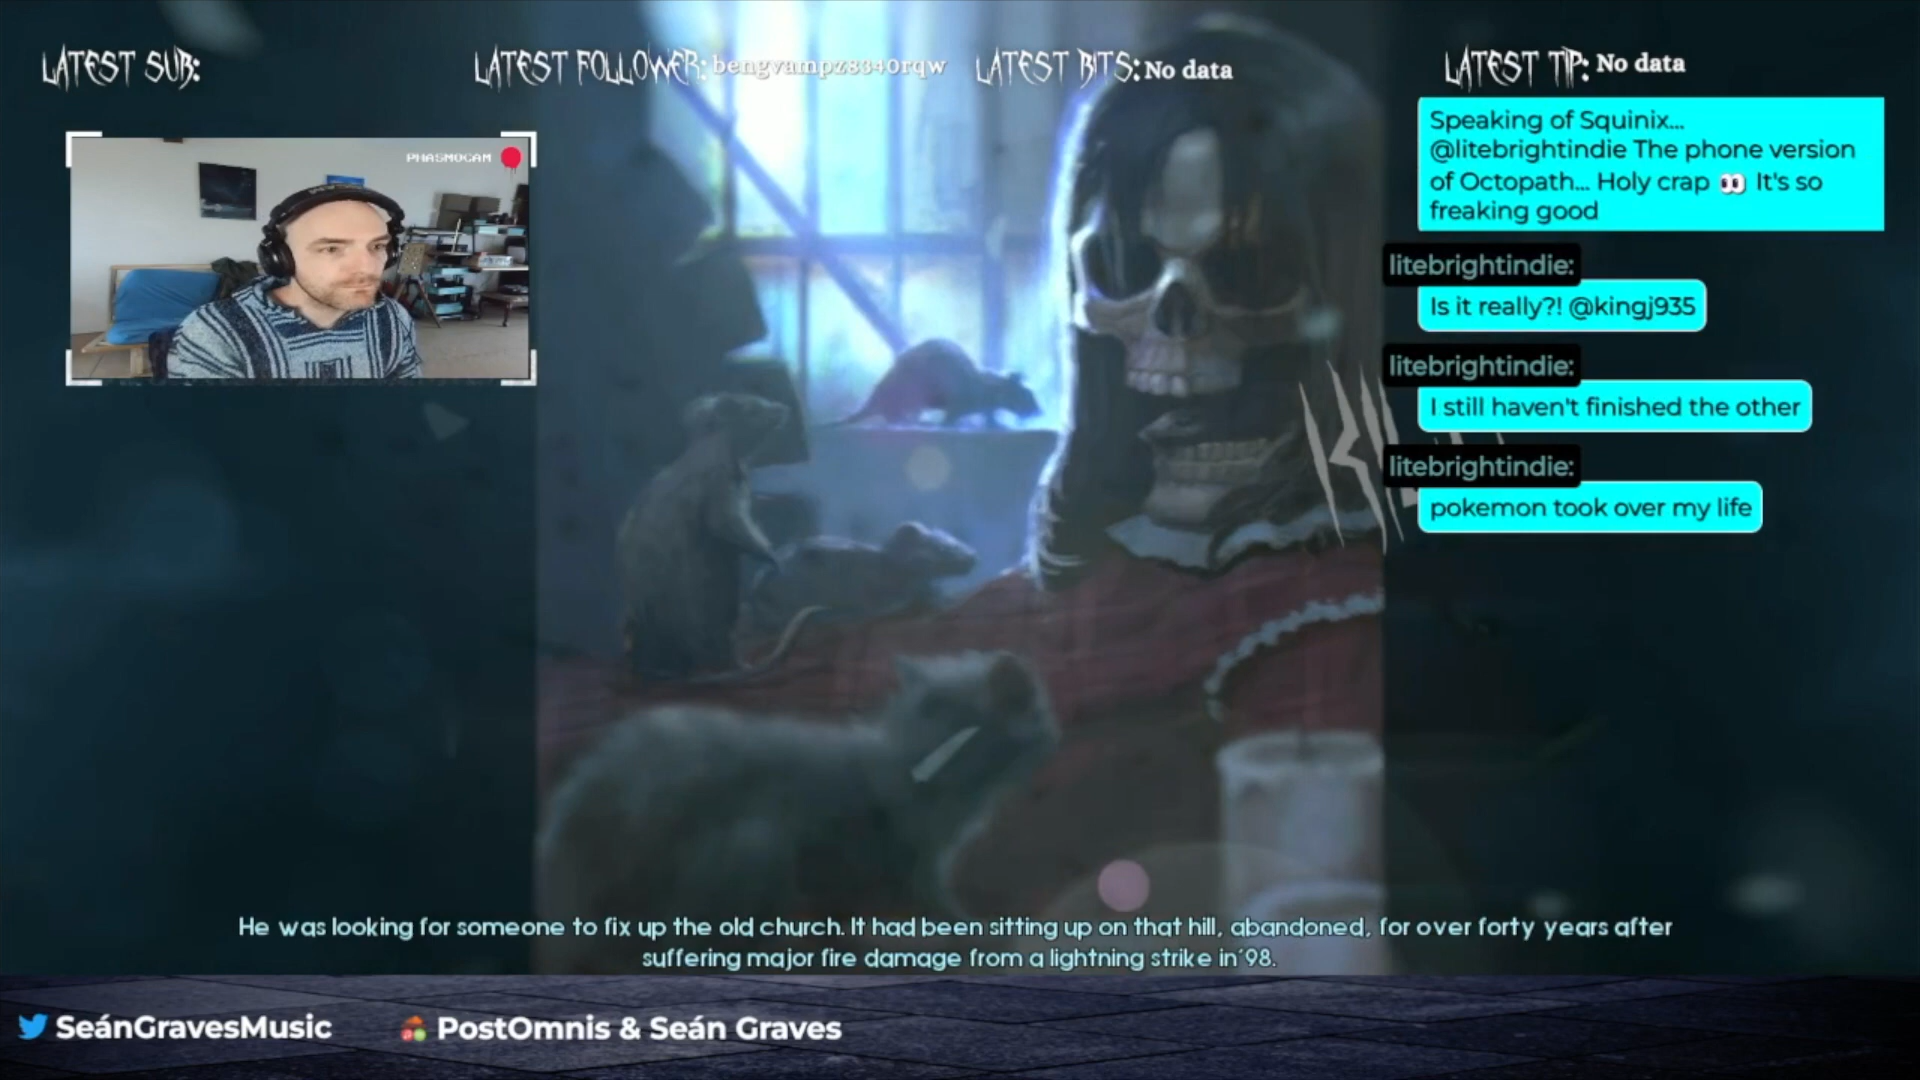 LATEST SUB:
LATEST FOLLOWER: bengvampz8340rqw
LATEST BITS: No data
LATEST TIP: No data
PHASMOCAM
Speaking of Squinix...
@litebrightindie The phone version
of Octopath... Holy crap 👀 It's so
freaking good
litebrightindie:
Is it really?! @kingj935
litebrightindie:
I still haven't finished the other
litebrightindie:
pokemon took over my life
He was looking for someone to fix up the old church. It had been sitting up on that hill, abandoned, for over forty years after
suffering major fire damage from a lightning strike in '98.
SeánGravesMusic
PostOmnis & Seán Graves